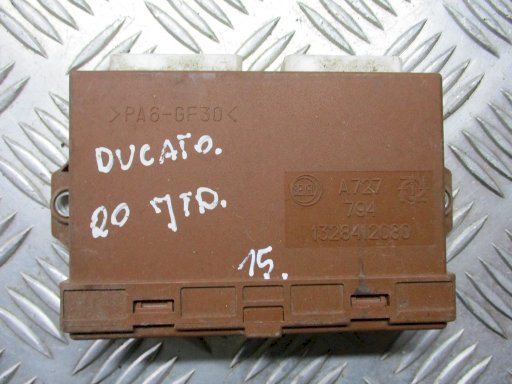 >PA6-GF30<
DUCATO.
20 JTD.
A727
794
1328412080
15.